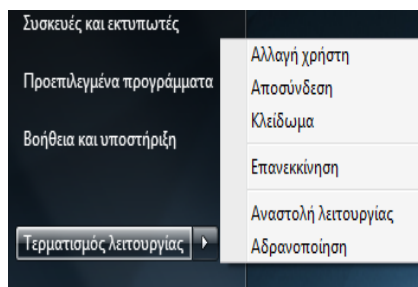 Συσκευές και εκτυπωτές
Προεπιλεγμένα προγράμματα
Βοήθεια και υποστήριξη
Τερματισμός λειτουργίας
Αλλαγή χρήστη
Αποσύνδεση
Κλείδωμα
Επανεκκίνηση
Αναστολή λειτουργίας
Αδρανοποίηση